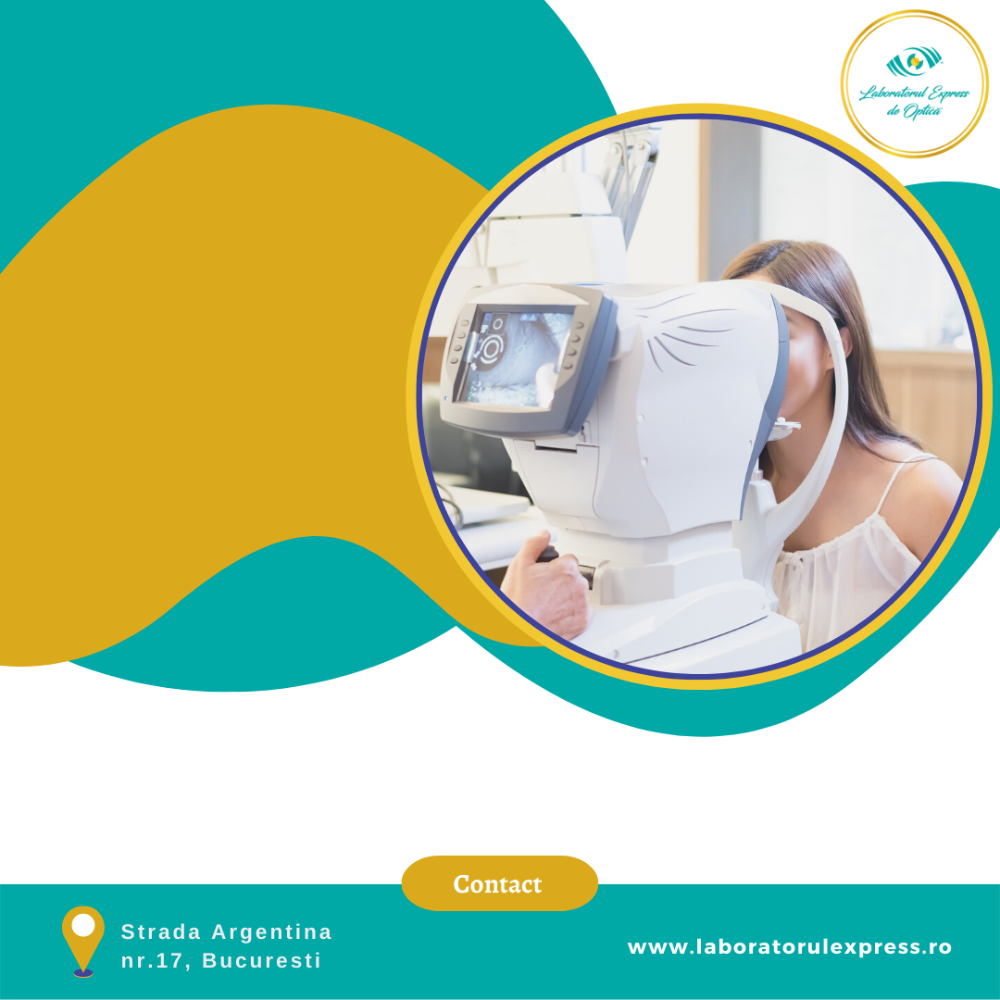 Laboratorul Express
de Optică
Contact
Strada Argentina
nr.17, Bucuresti
www.laboratorulexpress.ro